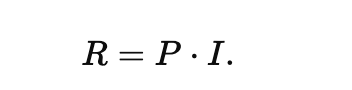 R = P · I.